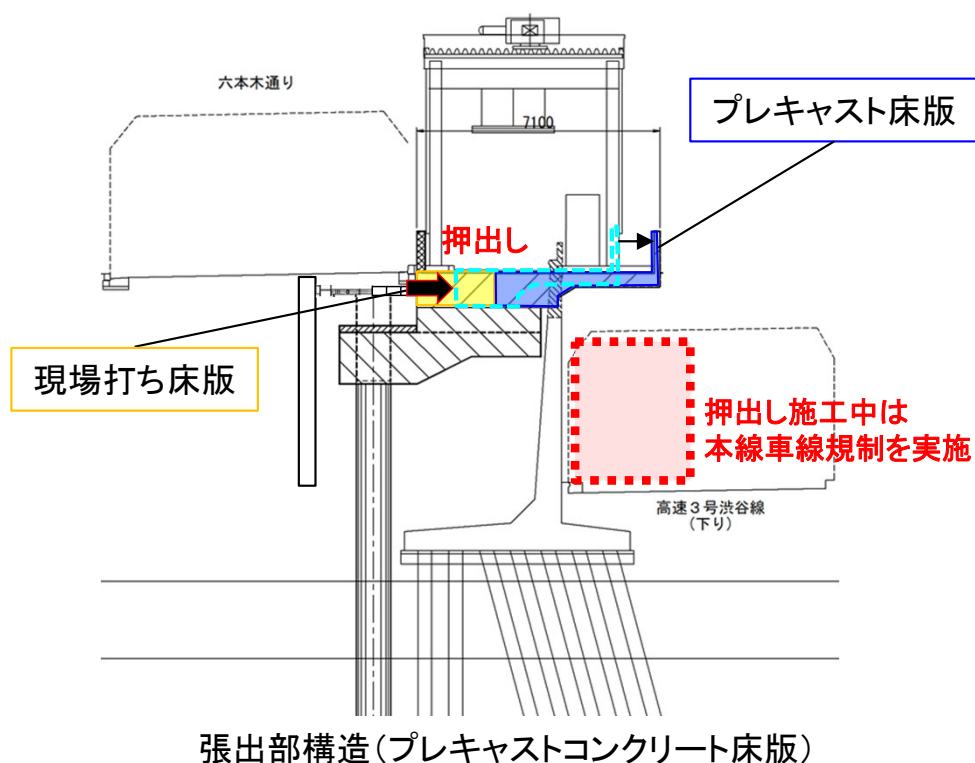 六本木通り
プレキャスト床版
7100
押出し
現場打ち床版
押出し施工中は
本線車線規制を実施
高速3号渋谷線
(下り)
張出部構造(プレキャストコンクリート床版)